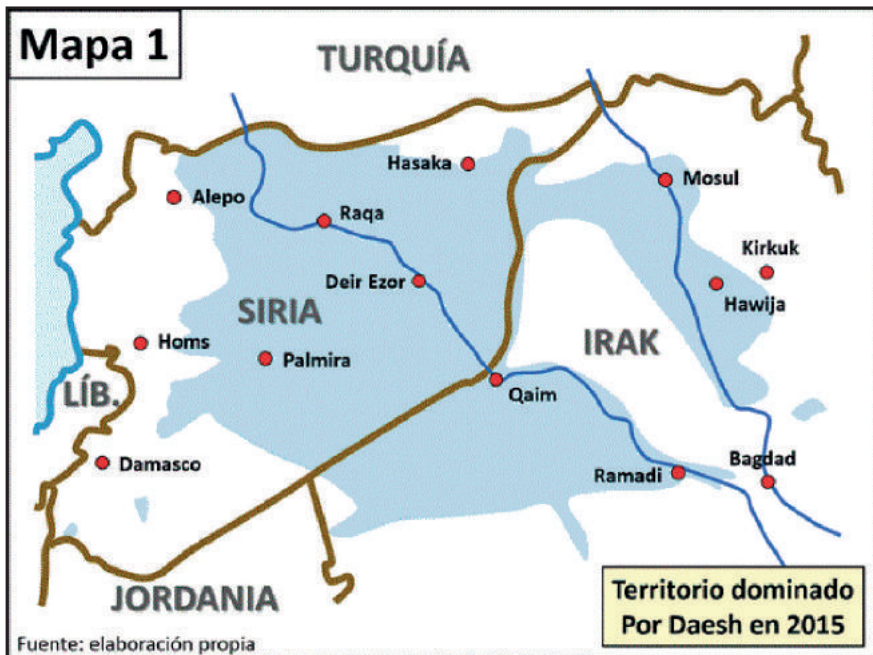 Mapa 1
TURQUÍA
Hasaka
Mosul
Alepo
Raqa
Kirkuk
Deir Ezor
Hawija
SIRIA
Homs
IRAK
Palmira
LÍB.
Qaim
Damasco
Ramadi
Bagdad
JORDANIA
Territorio dominado
Por Daesh en 2015
Fuente: elaboración propia